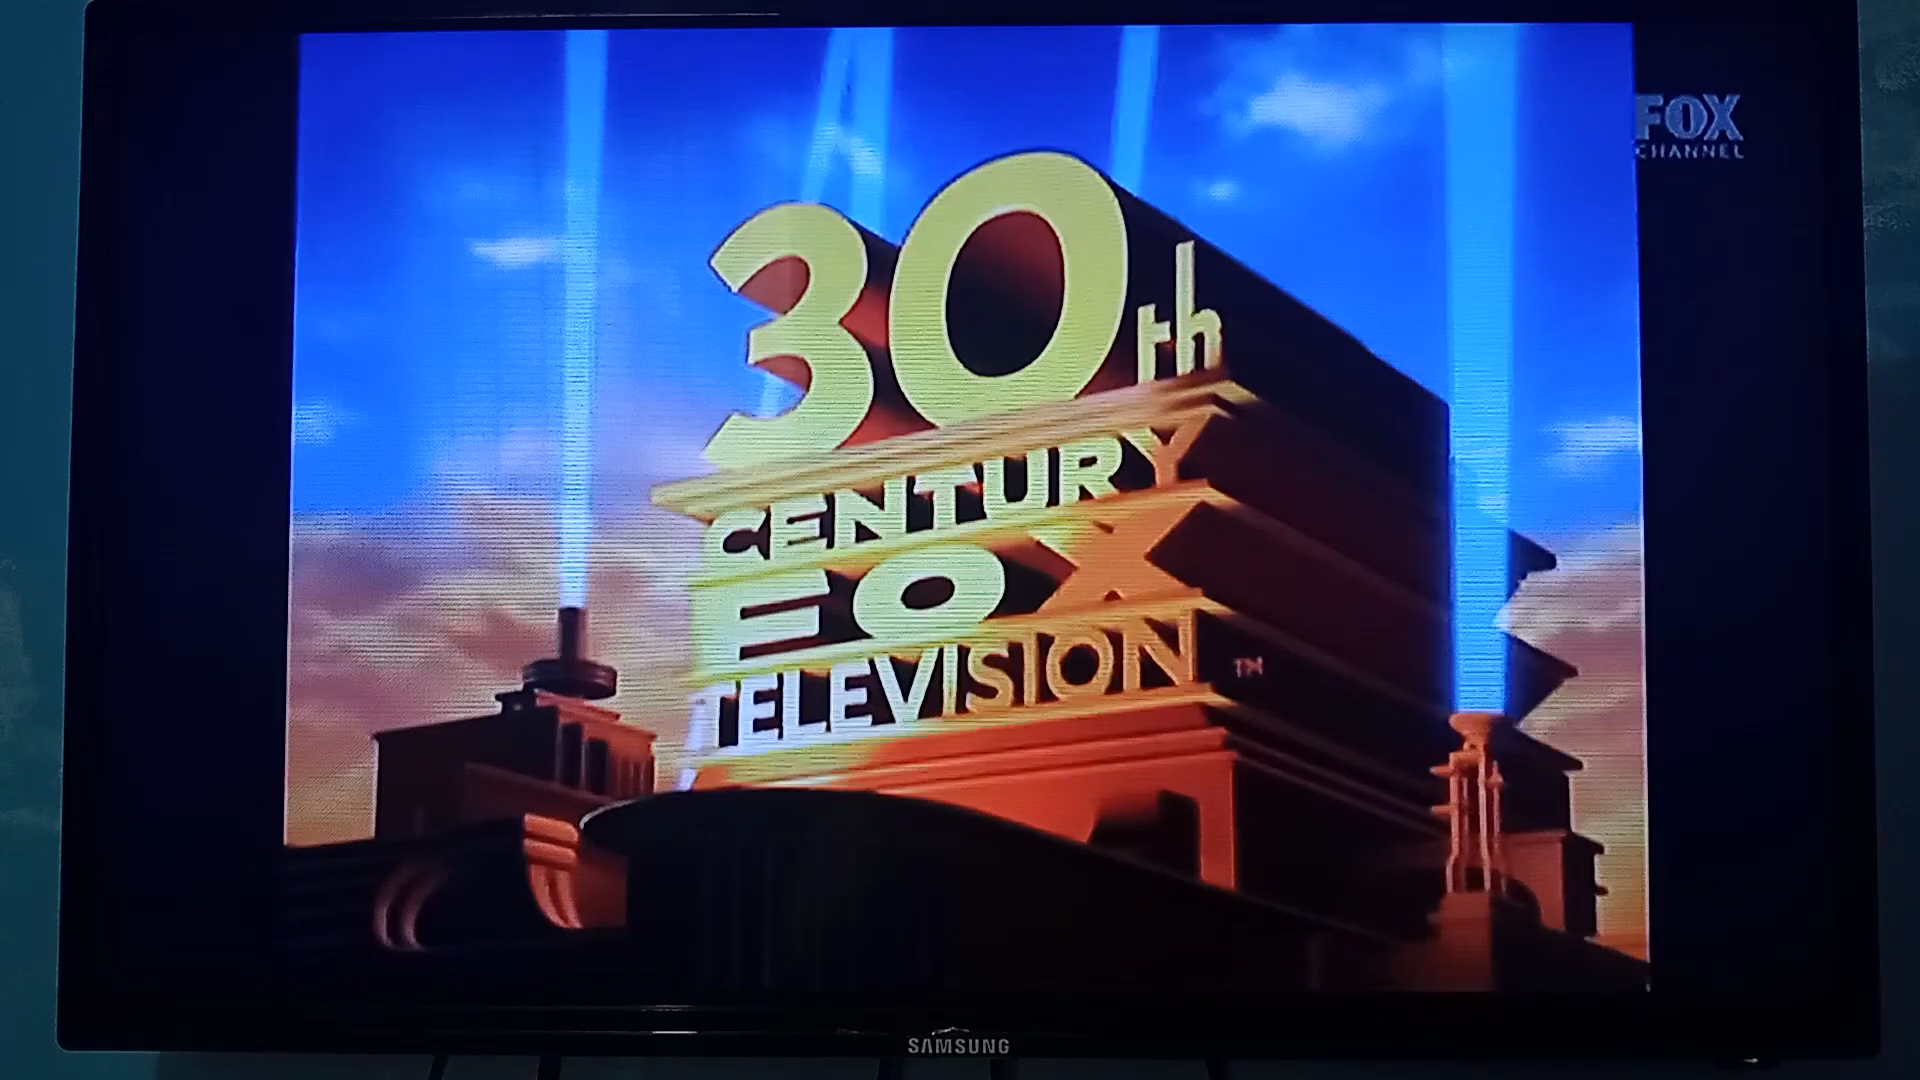 FOX
CHANNEL
30th
CENTURY
FOX
TELEVISION
TM
SAMSUNG